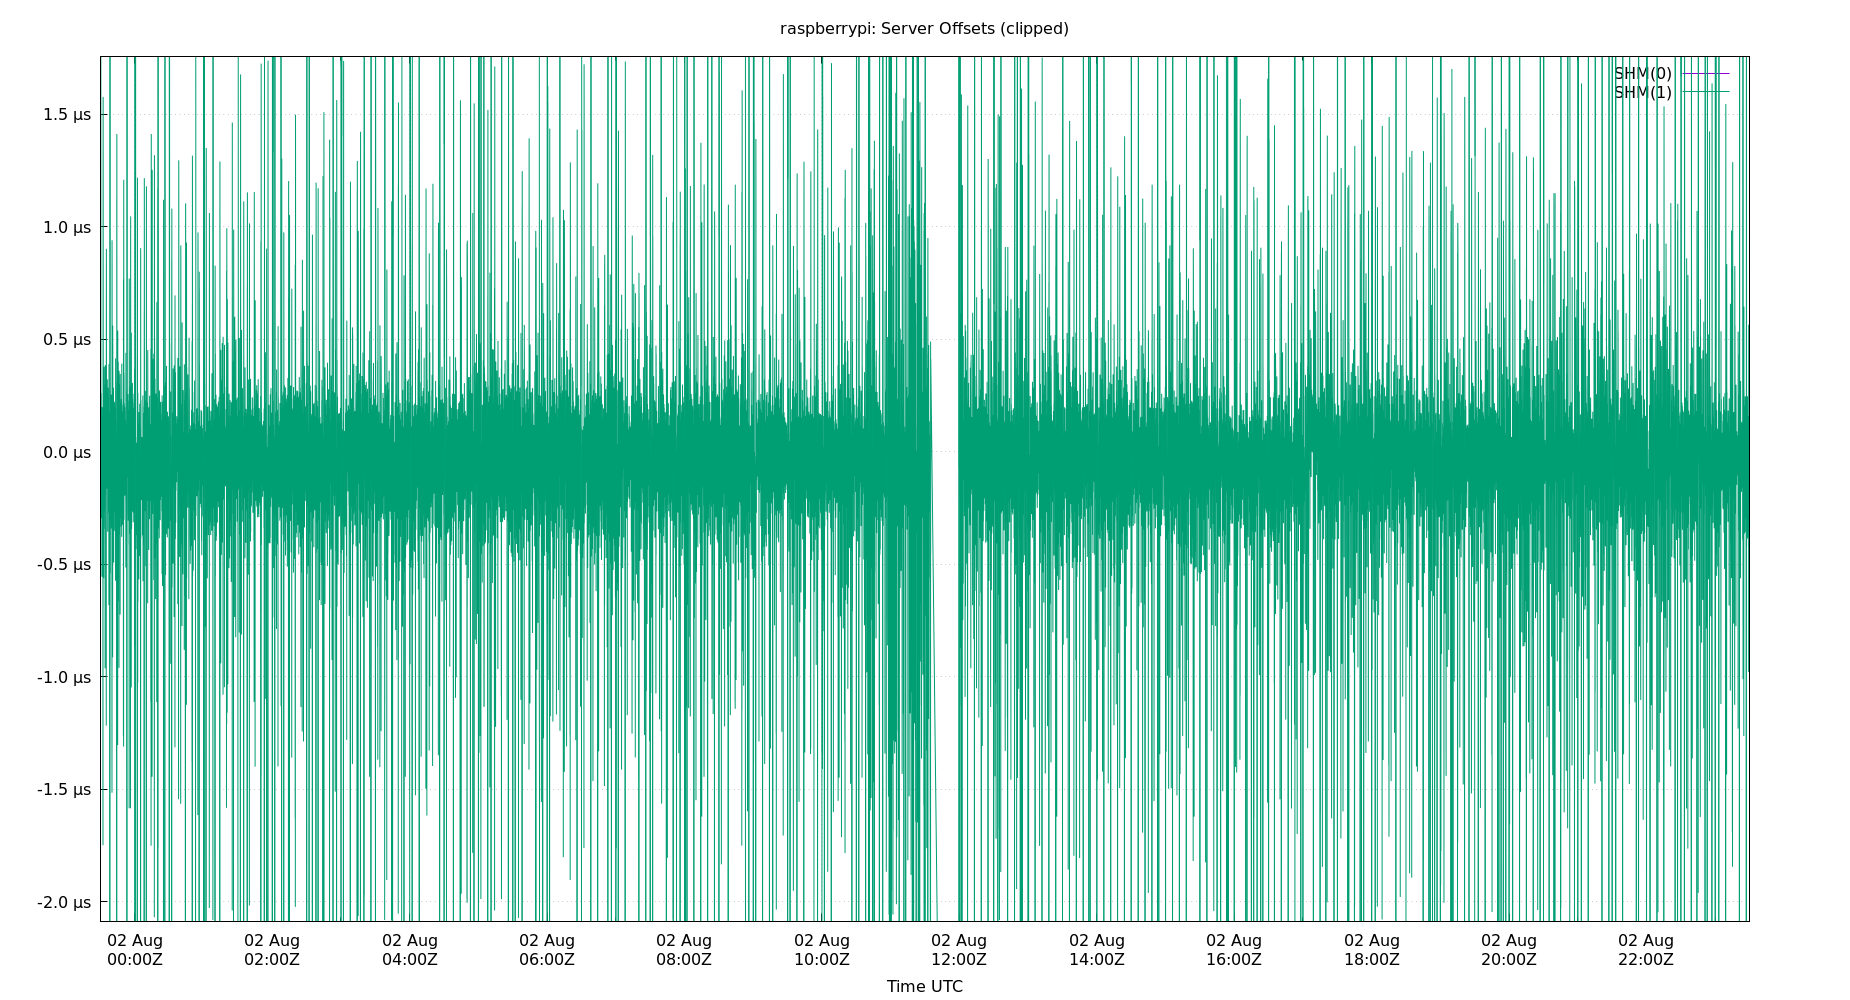 raspberrypi: Server Offsets (clipped)
SHM(0)
SHM(1)
1.5 µs
1.0 µs
0.5 µs
0.0 µs
-0.5 µs
-1.0 µs
-1.5 µs
-2.0 µs
02 Aug 02 Aug 02 Aug 02 Aug 02 Aug 02 Aug 02 Aug 02 Aug 02 Aug 02 Aug 02 Aug 02 Aug
00:00Z 02:00Z 04:00Z 06:00Z 08:00Z 10:00Z 12:00Z 14:00Z 16:00Z 18:00Z 20:00Z 22:00Z
Time UTC